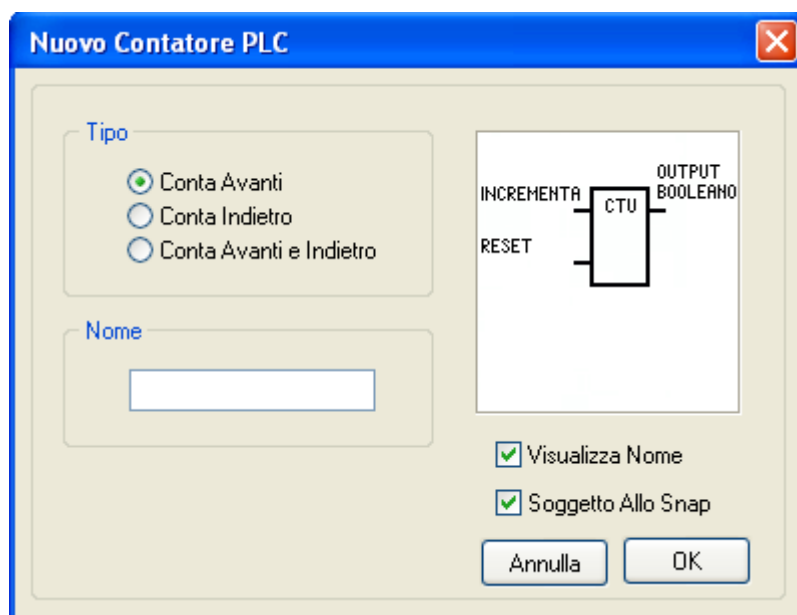 Nuovo Contatore PLC
Tipo
Conta Avanti
Conta Indietro
Conta Avanti e Indietro
Nome
INCREMENTA
RESET
CTU
OUTPUT
BOOLEANO
Visualizza Nome
Soggetto Allo Snap
Annulla
OK